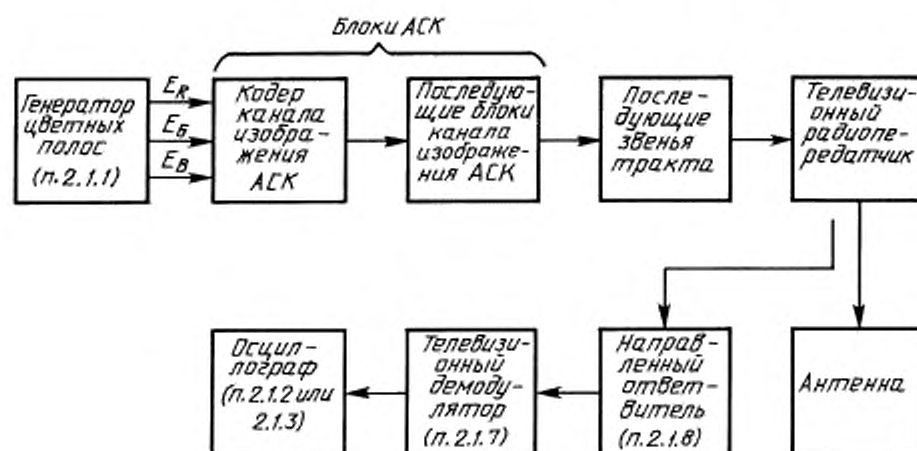 Блоки АСК
Генератор
цветных
полос
(п.2.1.1)
E_R
E_Б
E_B
Кодер
канала
изобра-
жения
АСК
Последую-
щие блоки
канала
изображе-
ния АСК
После-
дующие
звенья
тракта
Телевизи-
онный
радиопе-
редатчик
Осцил-
лограф
(п.2.1.2 или
2.1.3)
Телевизи-
онный
демоду-
лятор
(п.2.1.7)
Направ-
ленный
ответ-
витель
(п.2.1.8)
Антенна